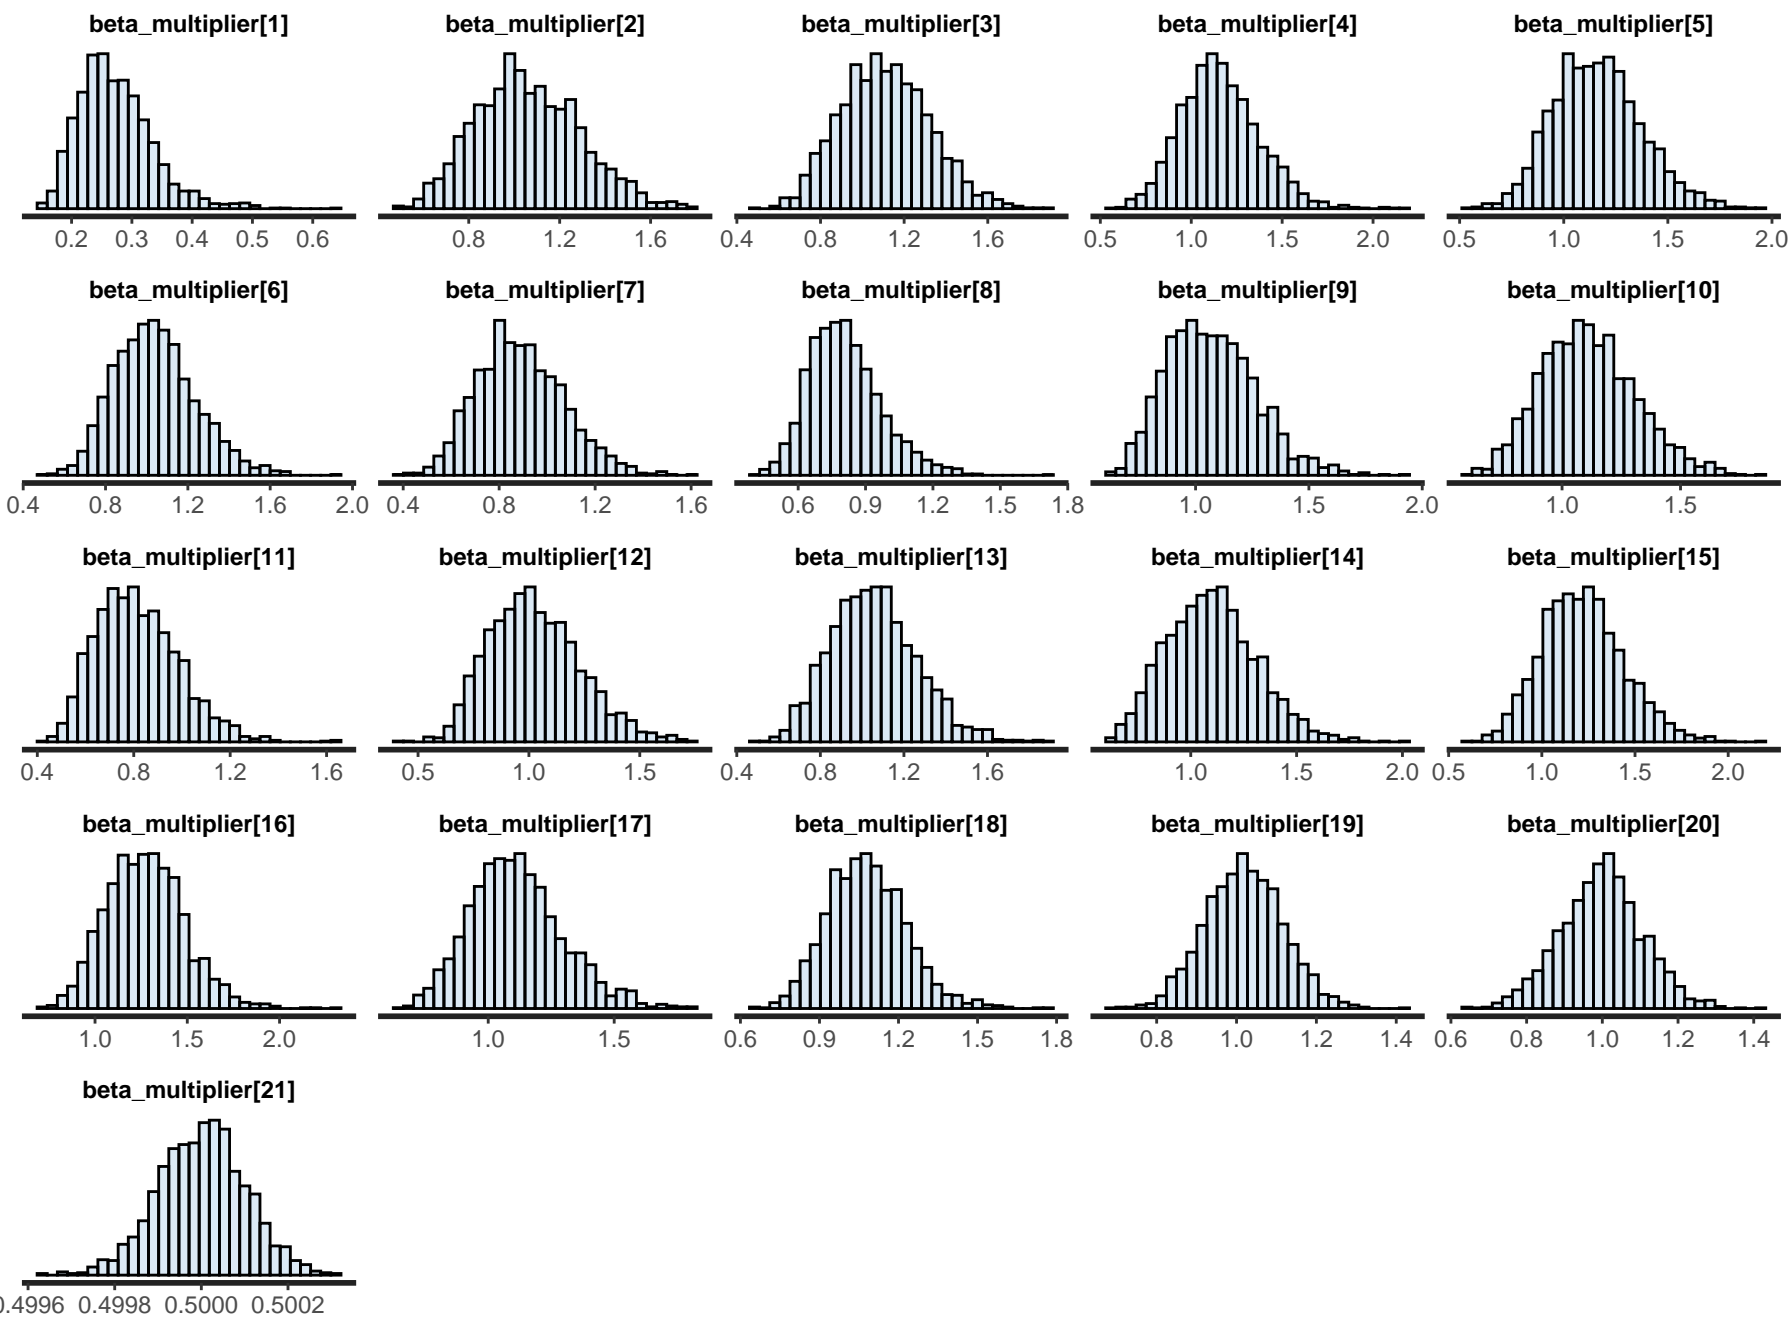 beta_multiplier[1] beta_multiplier[2] beta_multiplier[3] beta_multiplier[4] beta_multiplier[5]
0.2 0.3 0.4 0.5 0.6 0.8 1.2 1.6 0.4 0.8 1.2 1.6 0.5 1.0 1.5 2.0 0.5 1.0 1.5 2.0
beta_multiplier[6] beta_multiplier[7] beta_multiplier[8] beta_multiplier[9] beta_multiplier[10]
0.4 0.8 1.2 1.6 2.0 0.4 0.8 1.2 1.6 0.6 0.9 1.2 1.5 1.8 1.0 1.5 2.0 1.0 1.5
beta_multiplier[11] beta_multiplier[12] beta_multiplier[13] beta_multiplier[14] beta_multiplier[15]
0.4 0.8 1.2 1.6 0.5 1.0 1.5 0.4 0.8 1.2 1.6 1.0 1.5 2.0 0.5 1.0 1.5 2.0
beta_multiplier[16] beta_multiplier[17] beta_multiplier[18] beta_multiplier[19] beta_multiplier[20]
1.0 1.5 2.0 1.0 1.5 0.6 0.9 1.2 1.5 1.8 0.8 1.0 1.2 1.4 0.6 0.8 1.0 1.2 1.4
beta_multiplier[21]
0.4996 0.4998 0.5000 0.5002